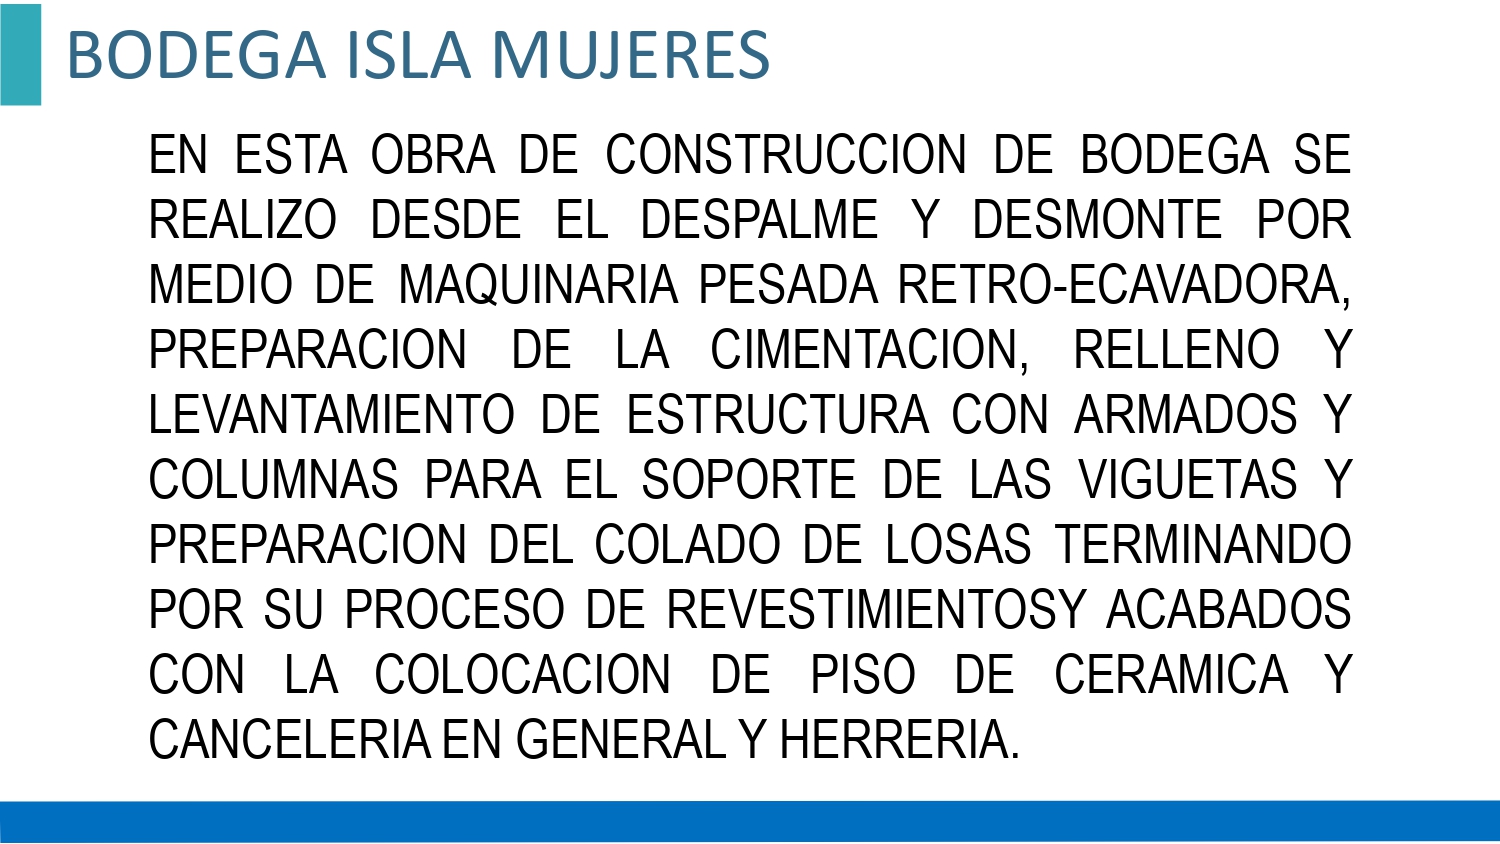 BODEGA ISLA MUJERES
EN ESTA OBRA DE CONSTRUCCION DE BODEGA SE
REALIZO DESDE EL DESPALME Y DESMONTE POR
MEDIO DE MAQUINARIA PESADA RETRO-ECAVADORA,
PREPARACION DE LA CIMENTACION, RELLENO Y
LEVANTAMIENTO DE ESTRUCTURA CON ARMADOS Y
COLUMNAS PARA EL SOPORTE DE LAS VIGUETAS Y
PREPARACION DEL COLADO DE LOSAS TERMINANDO
POR SU PROCESO DE REVESTIMIENTOSY ACABADOS
CON LA COLOCACION DE PISO DE CERAMICA Y
CANCELERIA EN GENERAL Y HERRERIA.